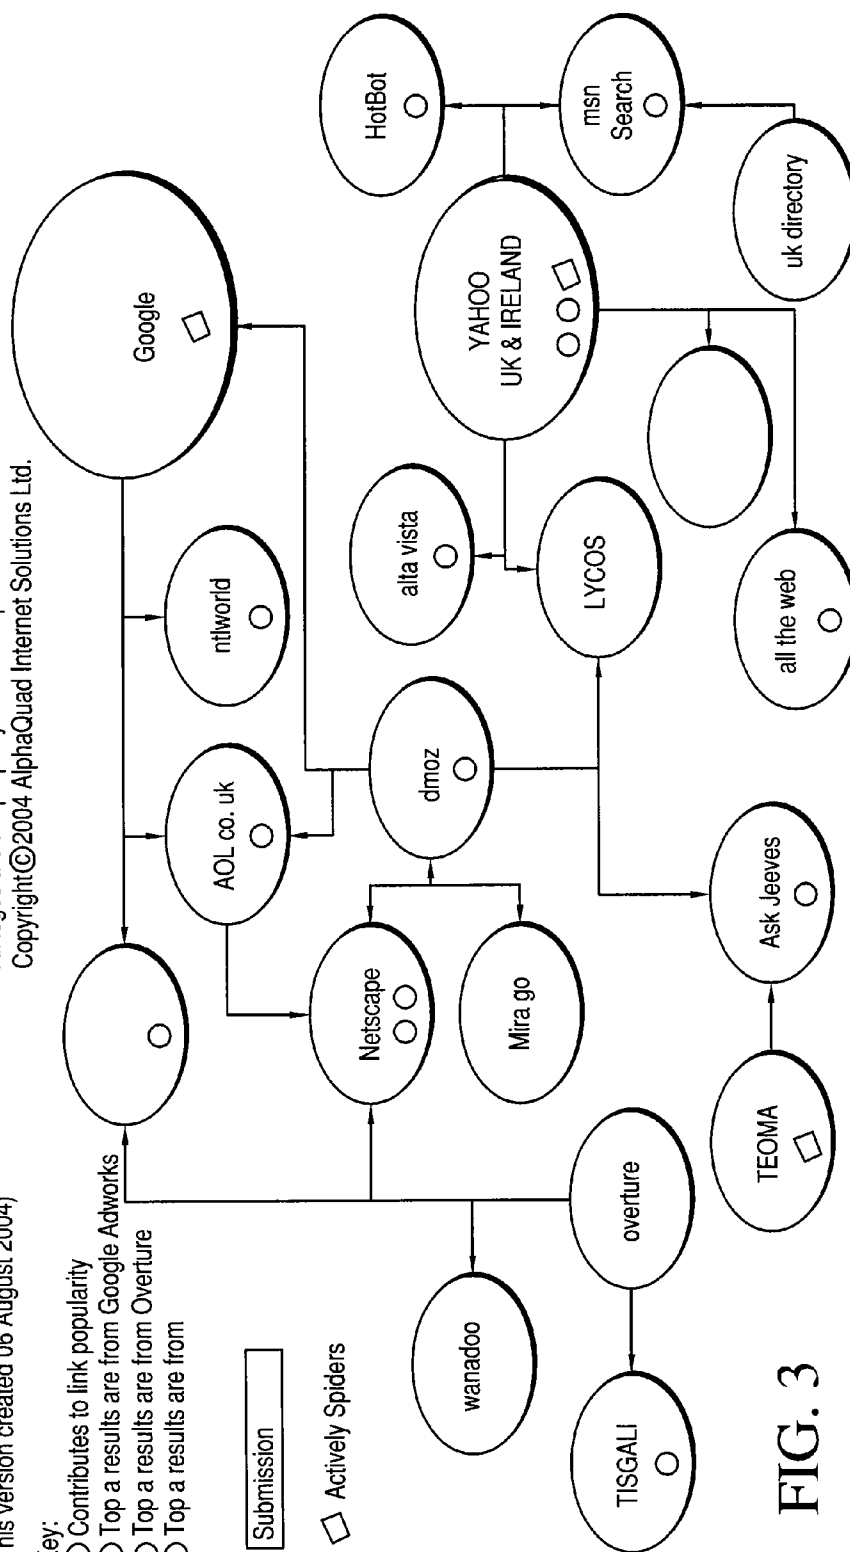 his version created 06 August 2004)
Copyright©2004 AlphaQuad Internet Solutions Ltd.
ey:
Contributes to link popularity
Top a results are from Google Adworks
Top a results are from Overture
Top a results are from
Submission
Actively Spiders
Google
ntlworld
AOL co. uk
Netscape
dmoz
Mira go
alta vista
LYCOS
YAHOO
UK & IRELAND
HotBot
msn
Search
uk directory
all the web
Ask Jeeves
TEOMA
overture
wanadoo
TISGALI
FIG. 3